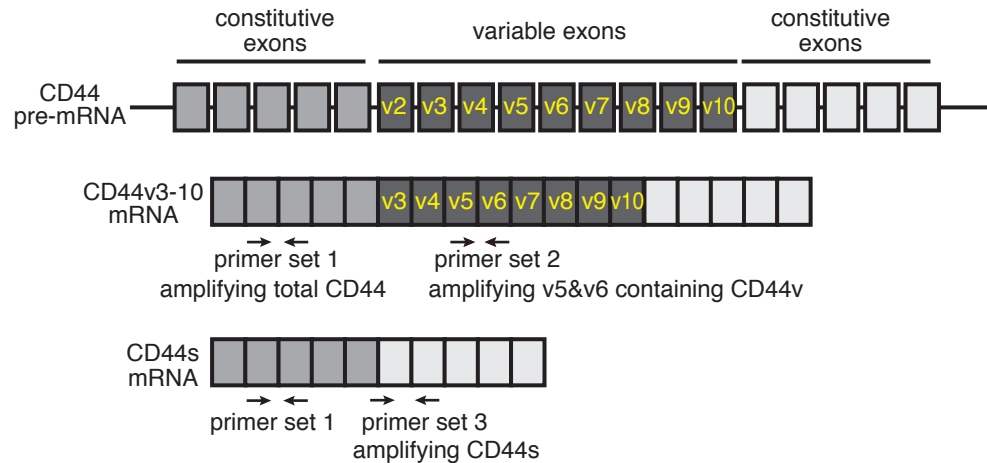 constitutive
exons
variable exons
constitutive
exons
CD44
pre-mRNA
v2 v3 v4 v5 v6 v7 v8 v9 v10
CD44v3-10
mRNA
v3 v4 v5 v6 v7 v8 v9 v10
primer set 1
amplifying total CD44
primer set 2
amplifying v5&v6 containing CD44v
CD44s
mRNA
primer set 1
primer set 3
amplifying CD44s